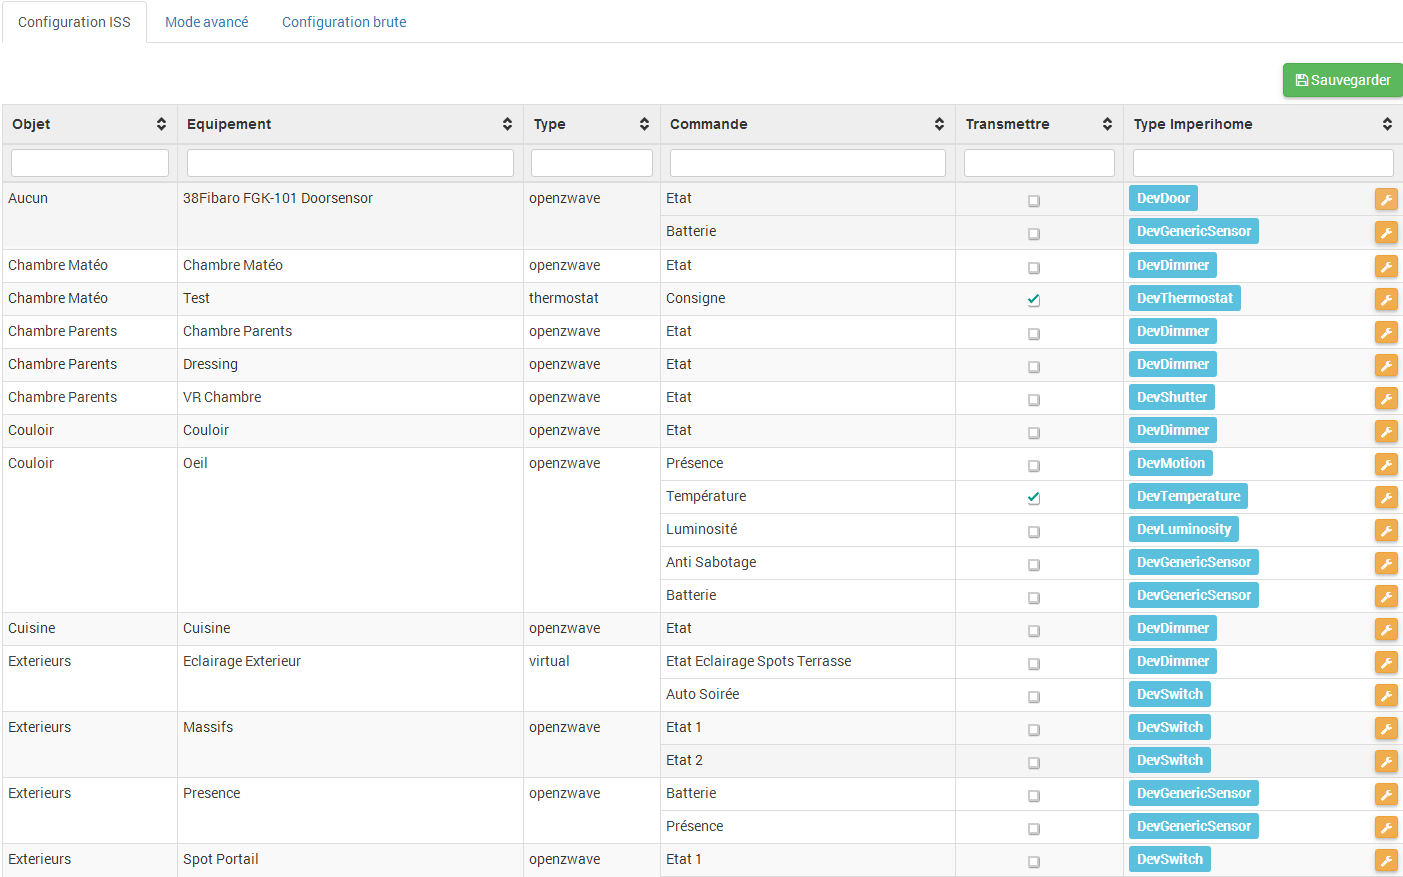 Configuration ISS Mode avancé Configuration brute
Sauvegarder
Objet Equipement Type Commande Transmettre Type Imperihome
Aucun 38Fibaro FGK-101 Doorsensor openzwave Etat DevDoor
Batterie DevGenericSensor
Chambre Matéo Chambre Matéo openzwave Etat DevDimmer
Chambre Matéo Test thermostat Consigne DevThermostat
Chambre Parents Chambre Parents openzwave Etat DevDimmer
Chambre Parents Dressing openzwave Etat DevDimmer
Chambre Parents VR Chambre openzwave Etat DevShutter
Couloir Couloir openzwave Etat DevDimmer
Couloir Oeil openzwave Présence DevMotion
Température DevTemperature
Luminosité DevLuminosity
Anti Sabotage DevGenericSensor
Batterie DevGenericSensor
Cuisine Cuisine openzwave Etat DevDimmer
Exterieurs Eclairage Exterieur virtual Etat Eclairage Spots Terrasse DevDimmer
Auto Soirée DevSwitch
Exterieurs Massifs openzwave Etat 1 DevSwitch
Etat 2 DevSwitch
Exterieurs Presence openzwave Batterie DevGenericSensor
Présence DevGenericSensor
Exterieurs Spot Portail openzwave Etat 1 DevSwitch